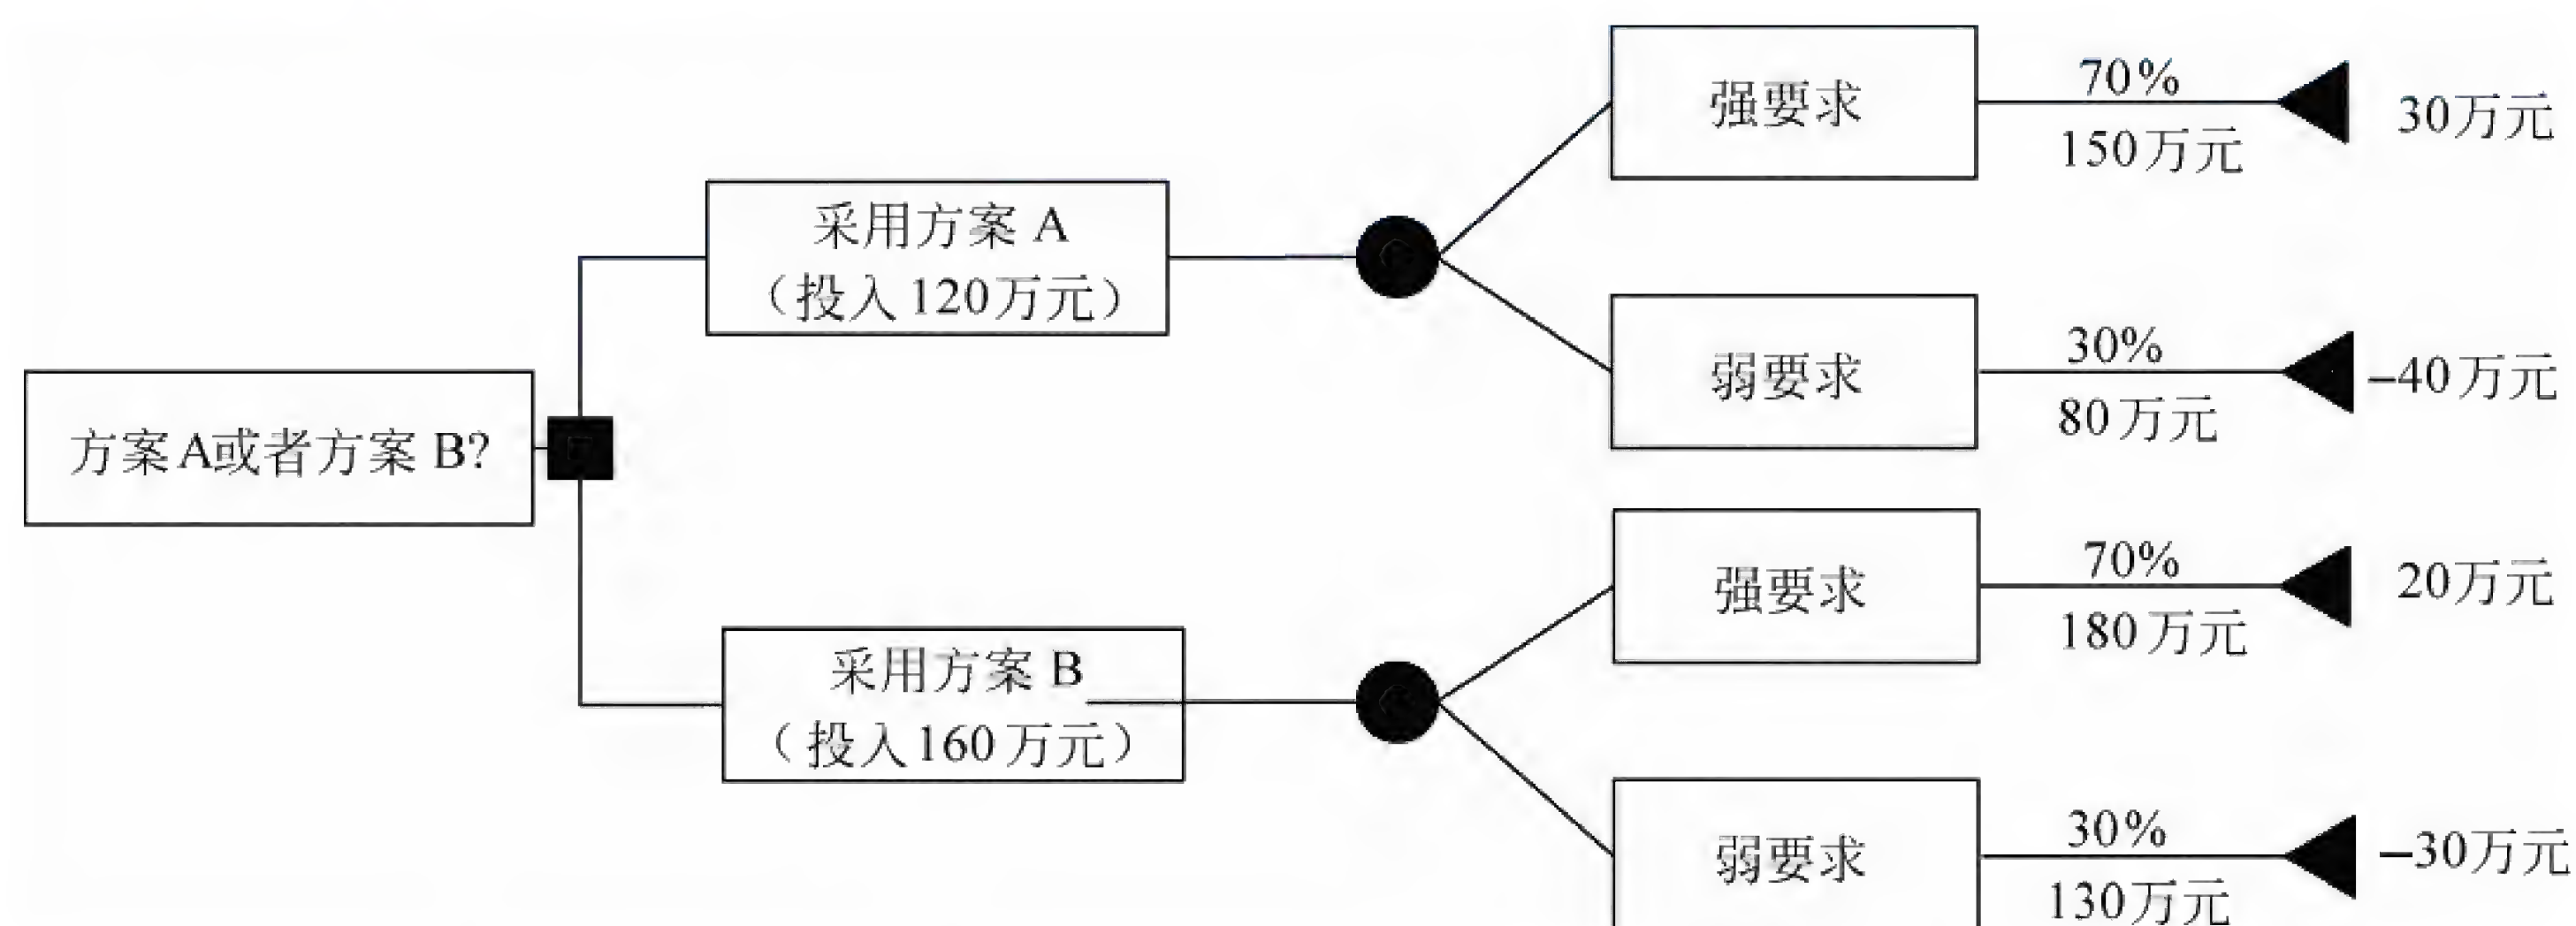 方案A或者方案 B?
采用方案 A
（投入120万元）
采用方案 B
（投入160万元）
强要求
70%
150万元
30万元
弱要求
30%
80万元
–40万元
强要求
70%
180万元
20万元
弱要求
30%
130万元
–30万元